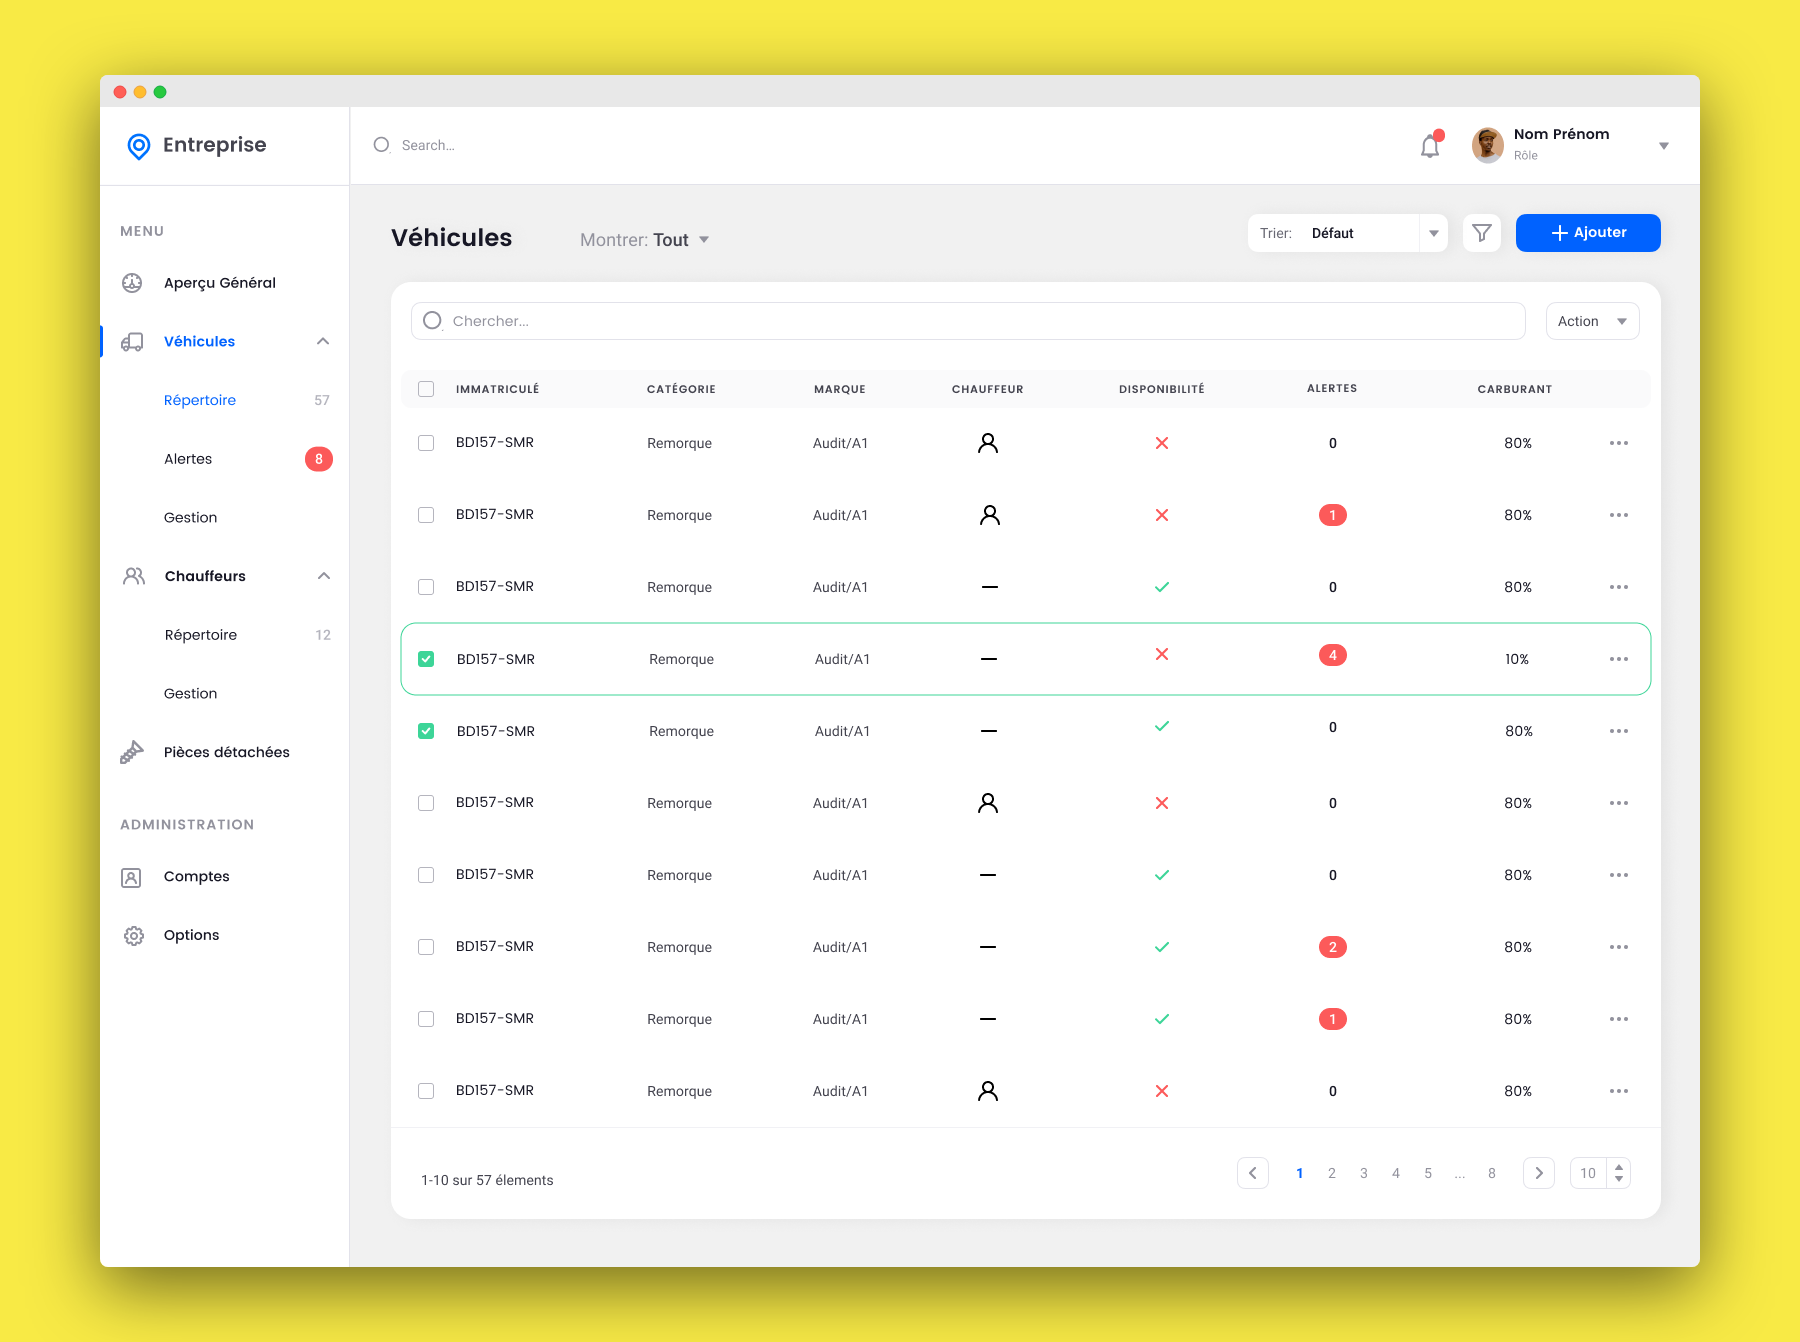 Entreprise
Search...
Nom Prénom
Rôle
MENU
Aperçu Général
Véhicules
Répertoire 57
Alertes 8
Gestion
Chauffeurs
Répertoire 12
Gestion
Pièces détachées
ADMINISTRATION
Comptes
Options
Véhicules
Montrer: Tout
Trier: Défaut
Ajouter
Chercher...
Action
IMMATRICULÉ CATÉGORIE MARQUE CHAUFFEUR DISPONIBILITÉ ALERTES CARBURANT
BD157-SMR Remorque Audit/A1 0 80%
BD157-SMR Remorque Audit/A1 1 80%
BD157-SMR Remorque Audit/A1 0 80%
BD157-SMR Remorque Audit/A1 4 10%
BD157-SMR Remorque Audit/A1 0 80%
BD157-SMR Remorque Audit/A1 0 80%
BD157-SMR Remorque Audit/A1 0 80%
BD157-SMR Remorque Audit/A1 2 80%
BD157-SMR Remorque Audit/A1 1 80%
BD157-SMR Remorque Audit/A1 0 80%
1-10 sur 57 élements
1 2 3 4 5 ... 8
10